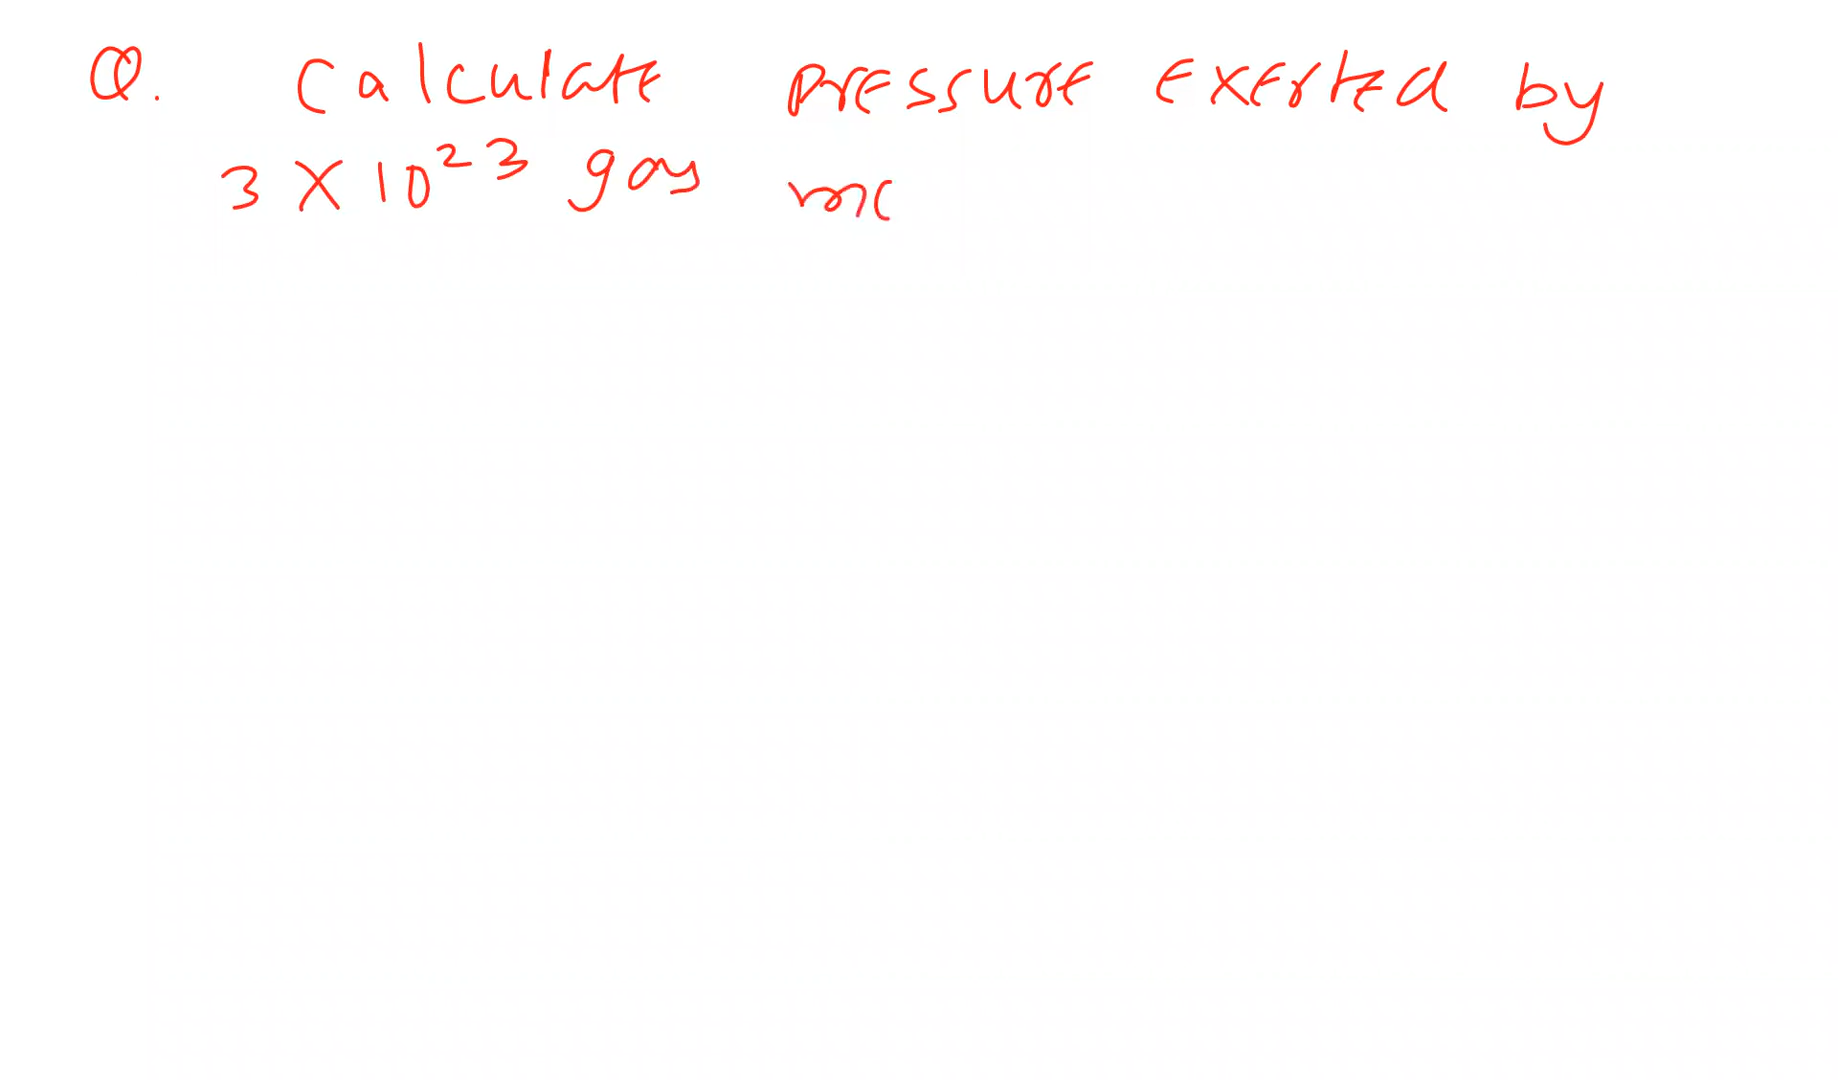 Q. Calculate pressure exerted by
3 X 10²³ gas m